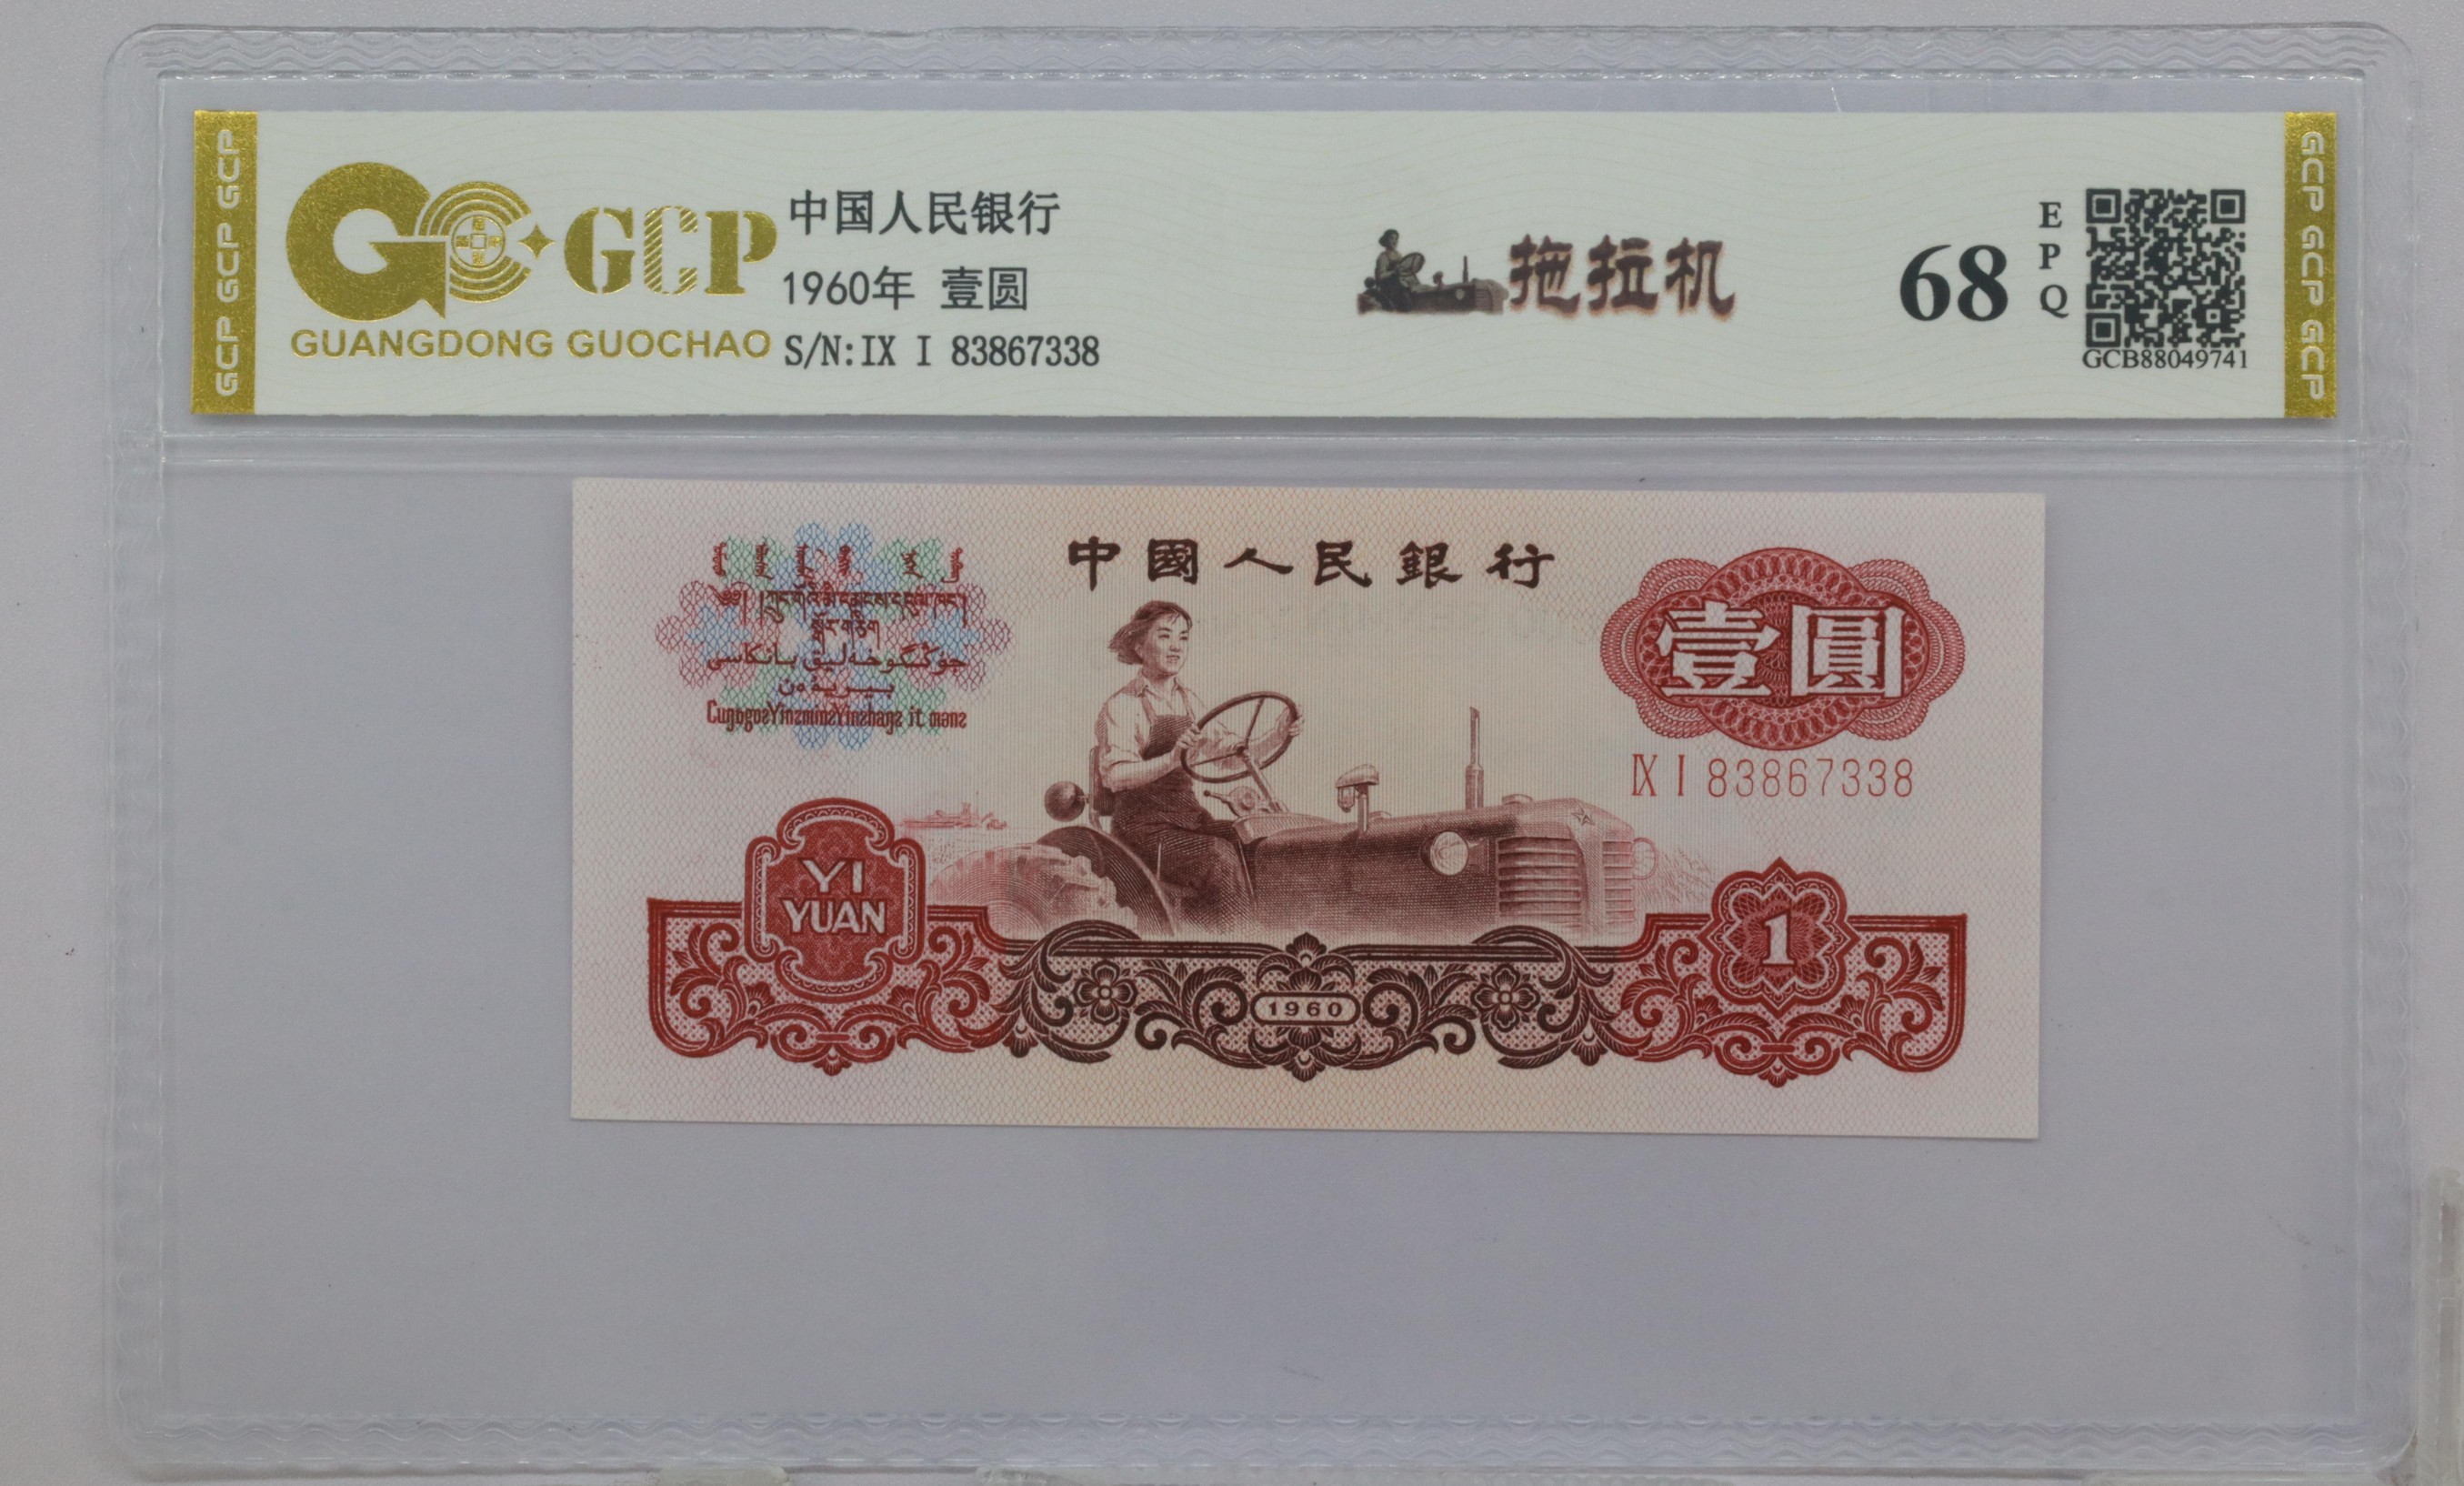 GCP GCP GCP
GCP
GUANGDONG GUOCHAO
中国人民银行
1960年 壹圆
S/N:IX I 83867338
拖拉机
68
EPQ
GCB88049741
GCP GCP GCP
中國人民銀行
壹圓
IX I 83867338
YI
YUAN
1960
1